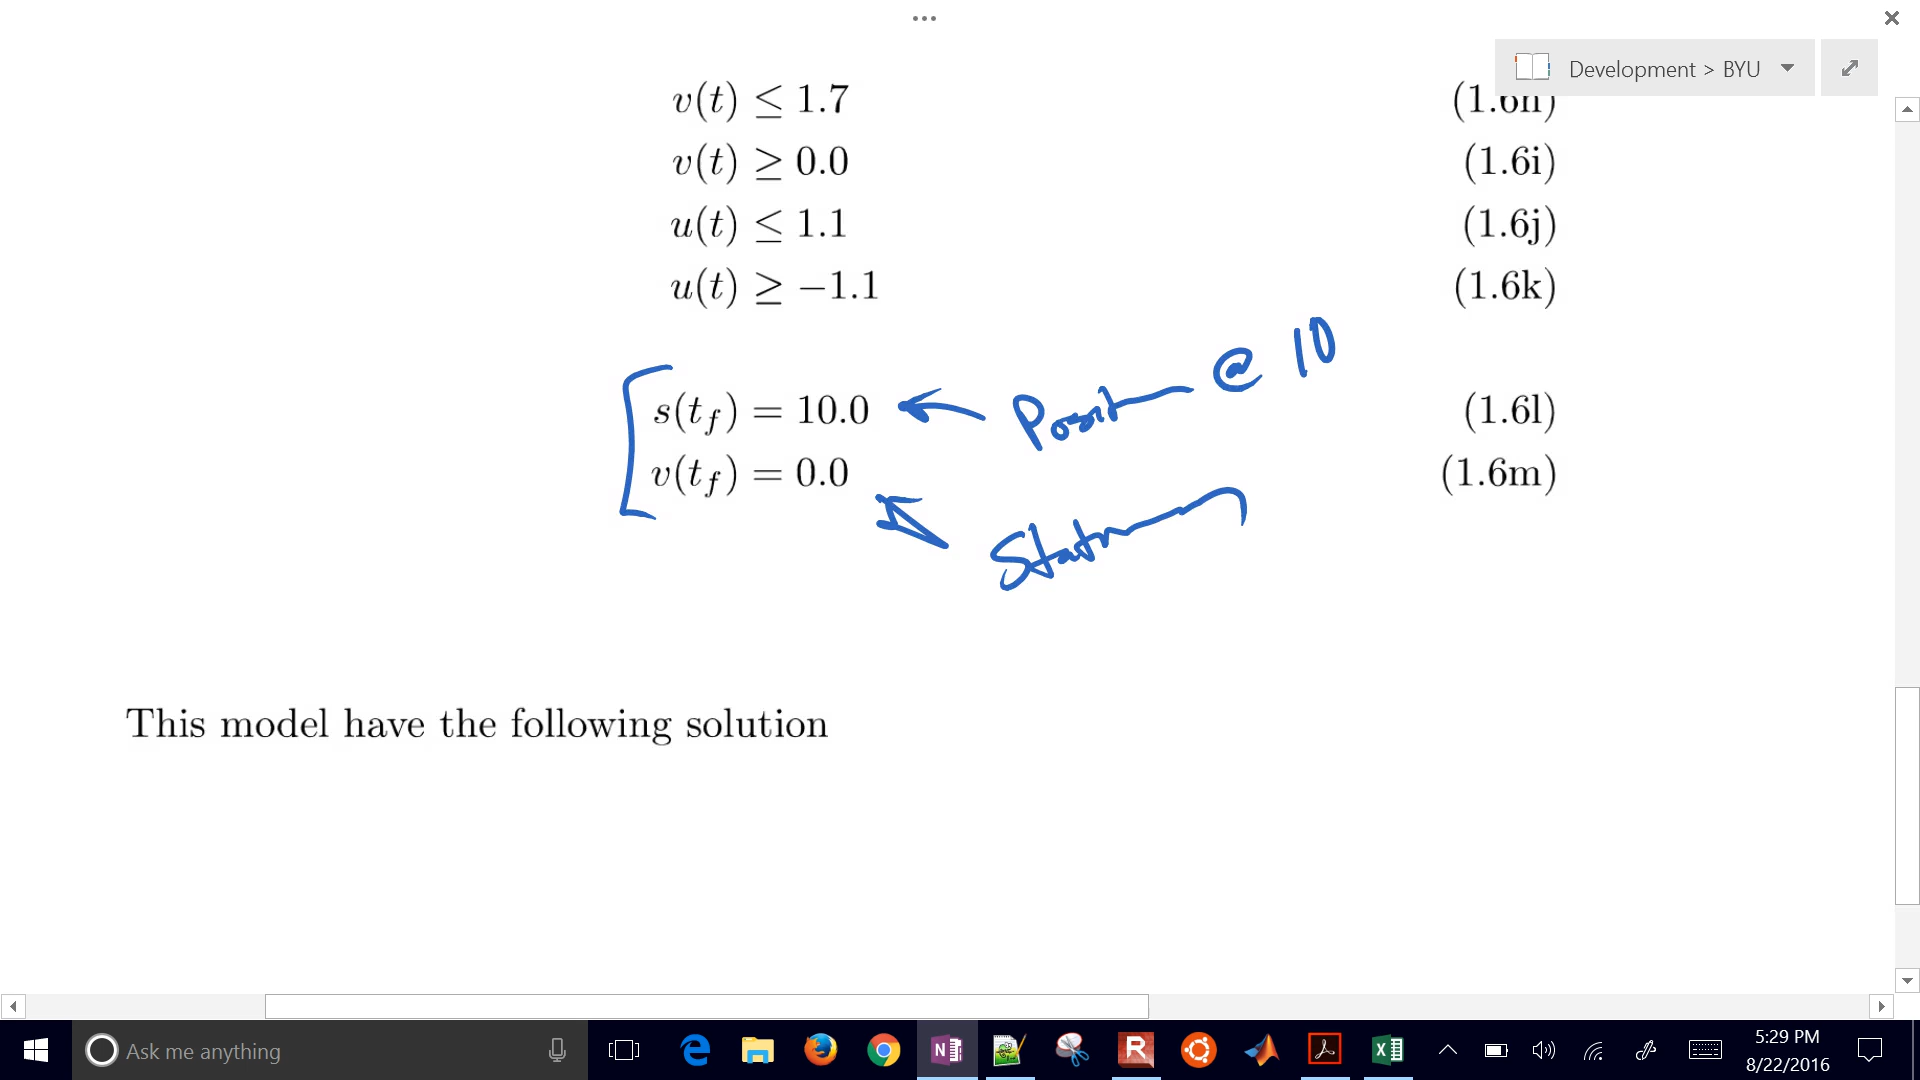 Development > BYU
v(t) ≤ 1.7
v(t) ≥ 0.0 (1.6i)
u(t) ≤ 1.1 (1.6j)
u(t) ≥ −1.1 (1.6k)
@ 10
s(t_f) = 10.0 (1.6l)
v(t_f) = 0.0 (1.6m)
This model have the following solution
Ask me anything
5:29 PM
8/22/2016